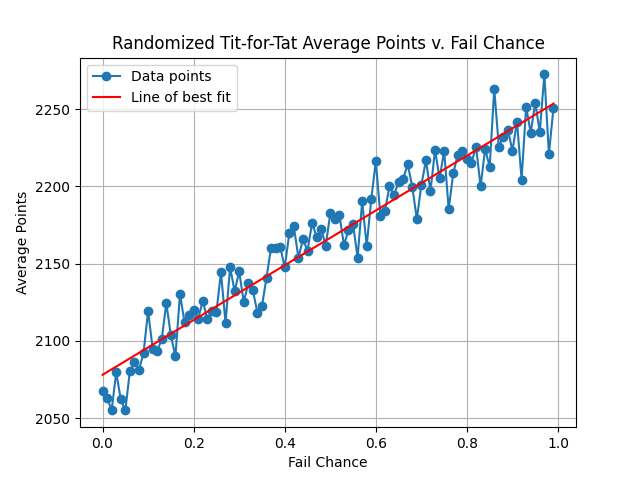 Randomized Tit-for-Tat Average Points v. Fail Chance
Data points
Line of best fit
2250
2200
2150
2100
2050
Average Points
0.0 0.2 0.4 0.6 0.8 1.0
Fail Chance